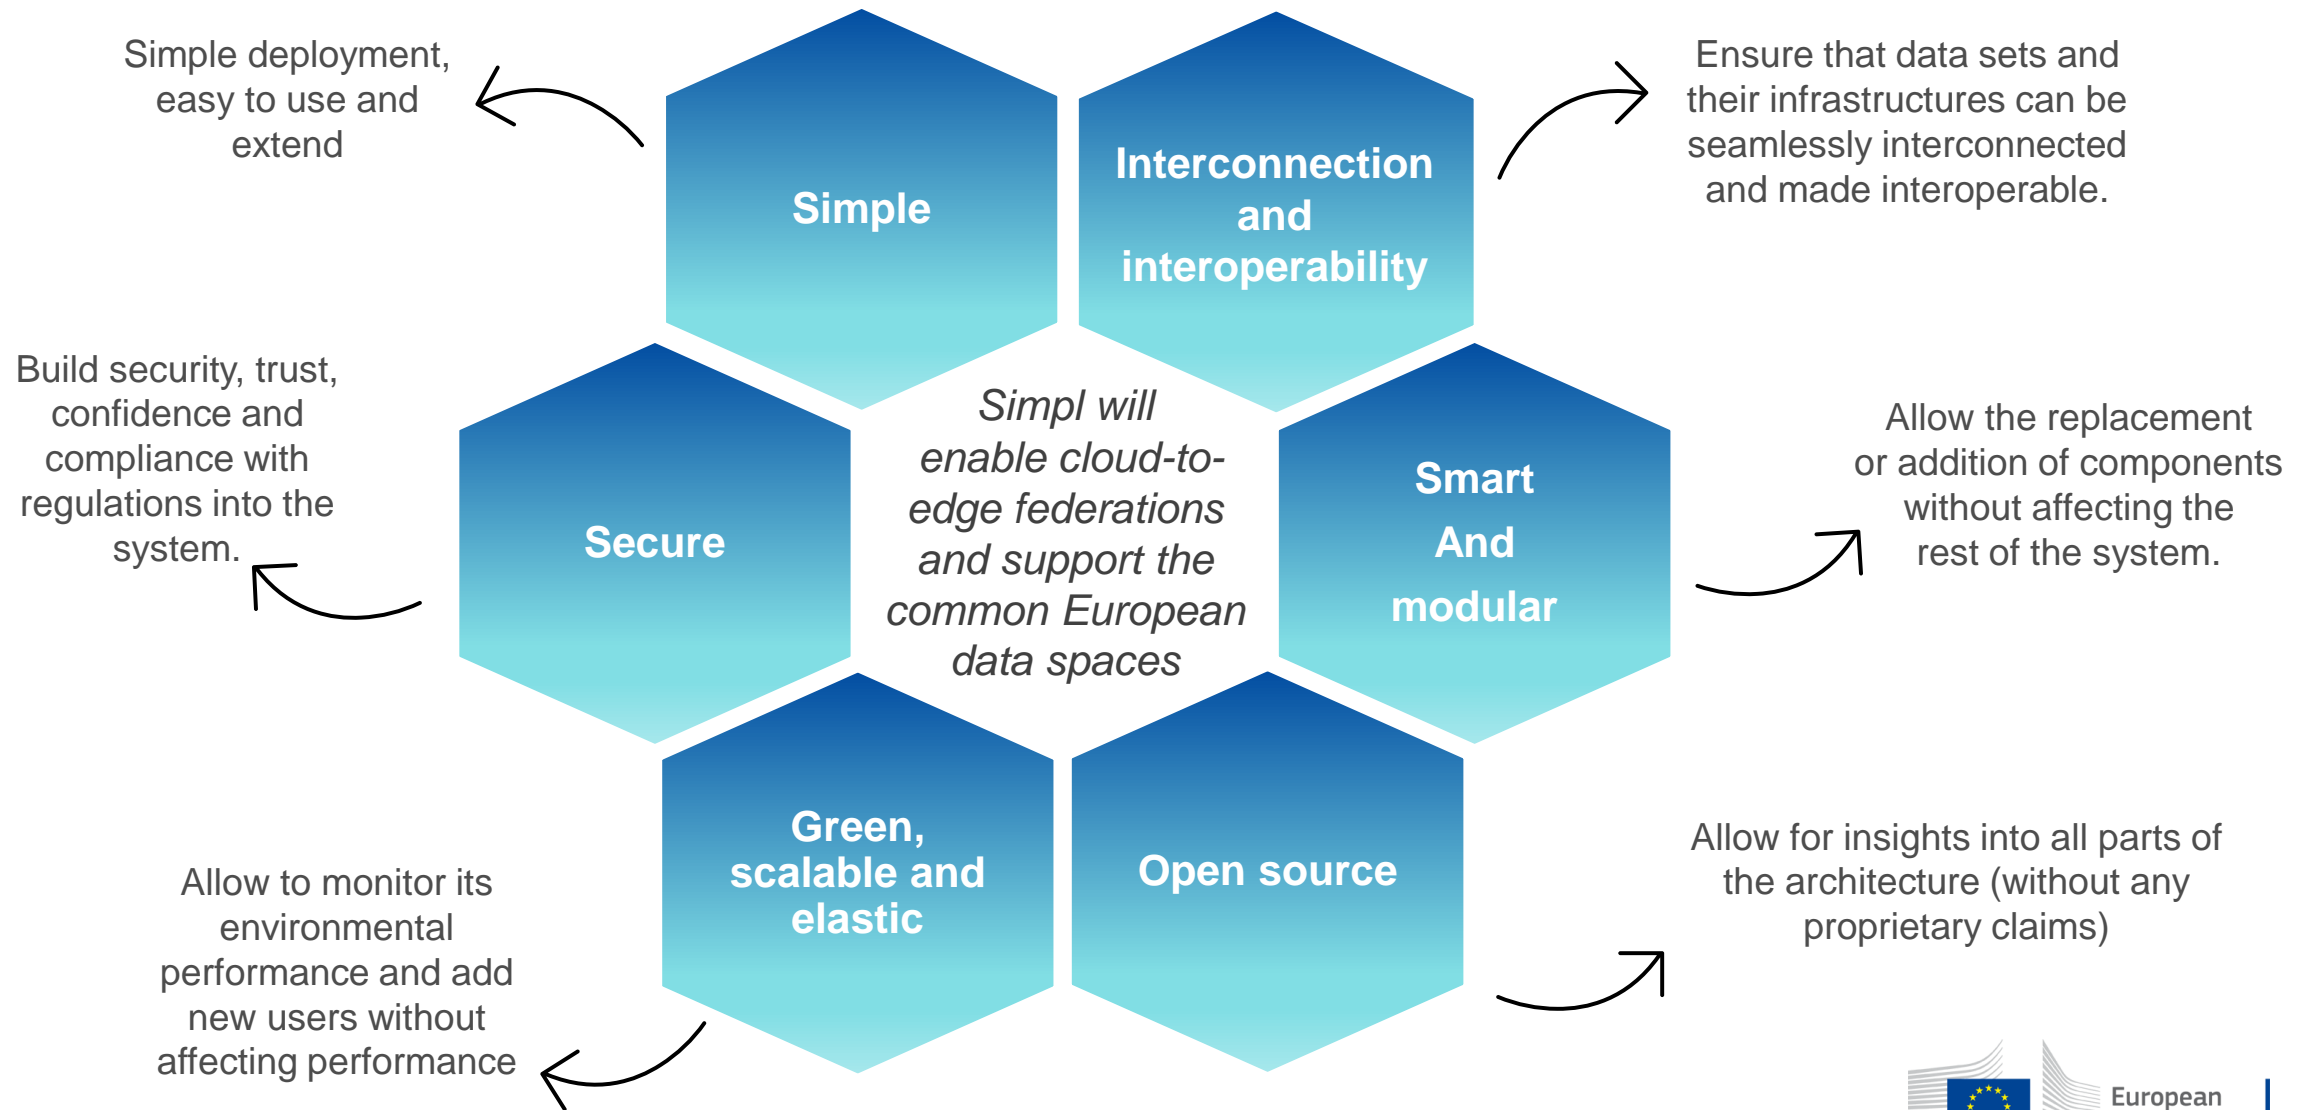 Simple deployment,
easy to use and
extend
Simple
Interconnection
and
interoperability
Ensure that data sets and
their infrastructures can be
seamlessly interconnected
and made interoperable.
Build security, trust,
confidence and
compliance with
regulations into the
system.
Secure
Simpl will
enable cloud-to-
edge federations
and support the
common European
data spaces
Smart
And
modular
Allow the replacement
or addition of components
without affecting the
rest of the system.
Allow to monitor its
environmental
performance and add
new users without
affecting performance
Green,
scalable and
elastic
Open source
Allow for insights into all parts of
the architecture (without any
proprietary claims)
European